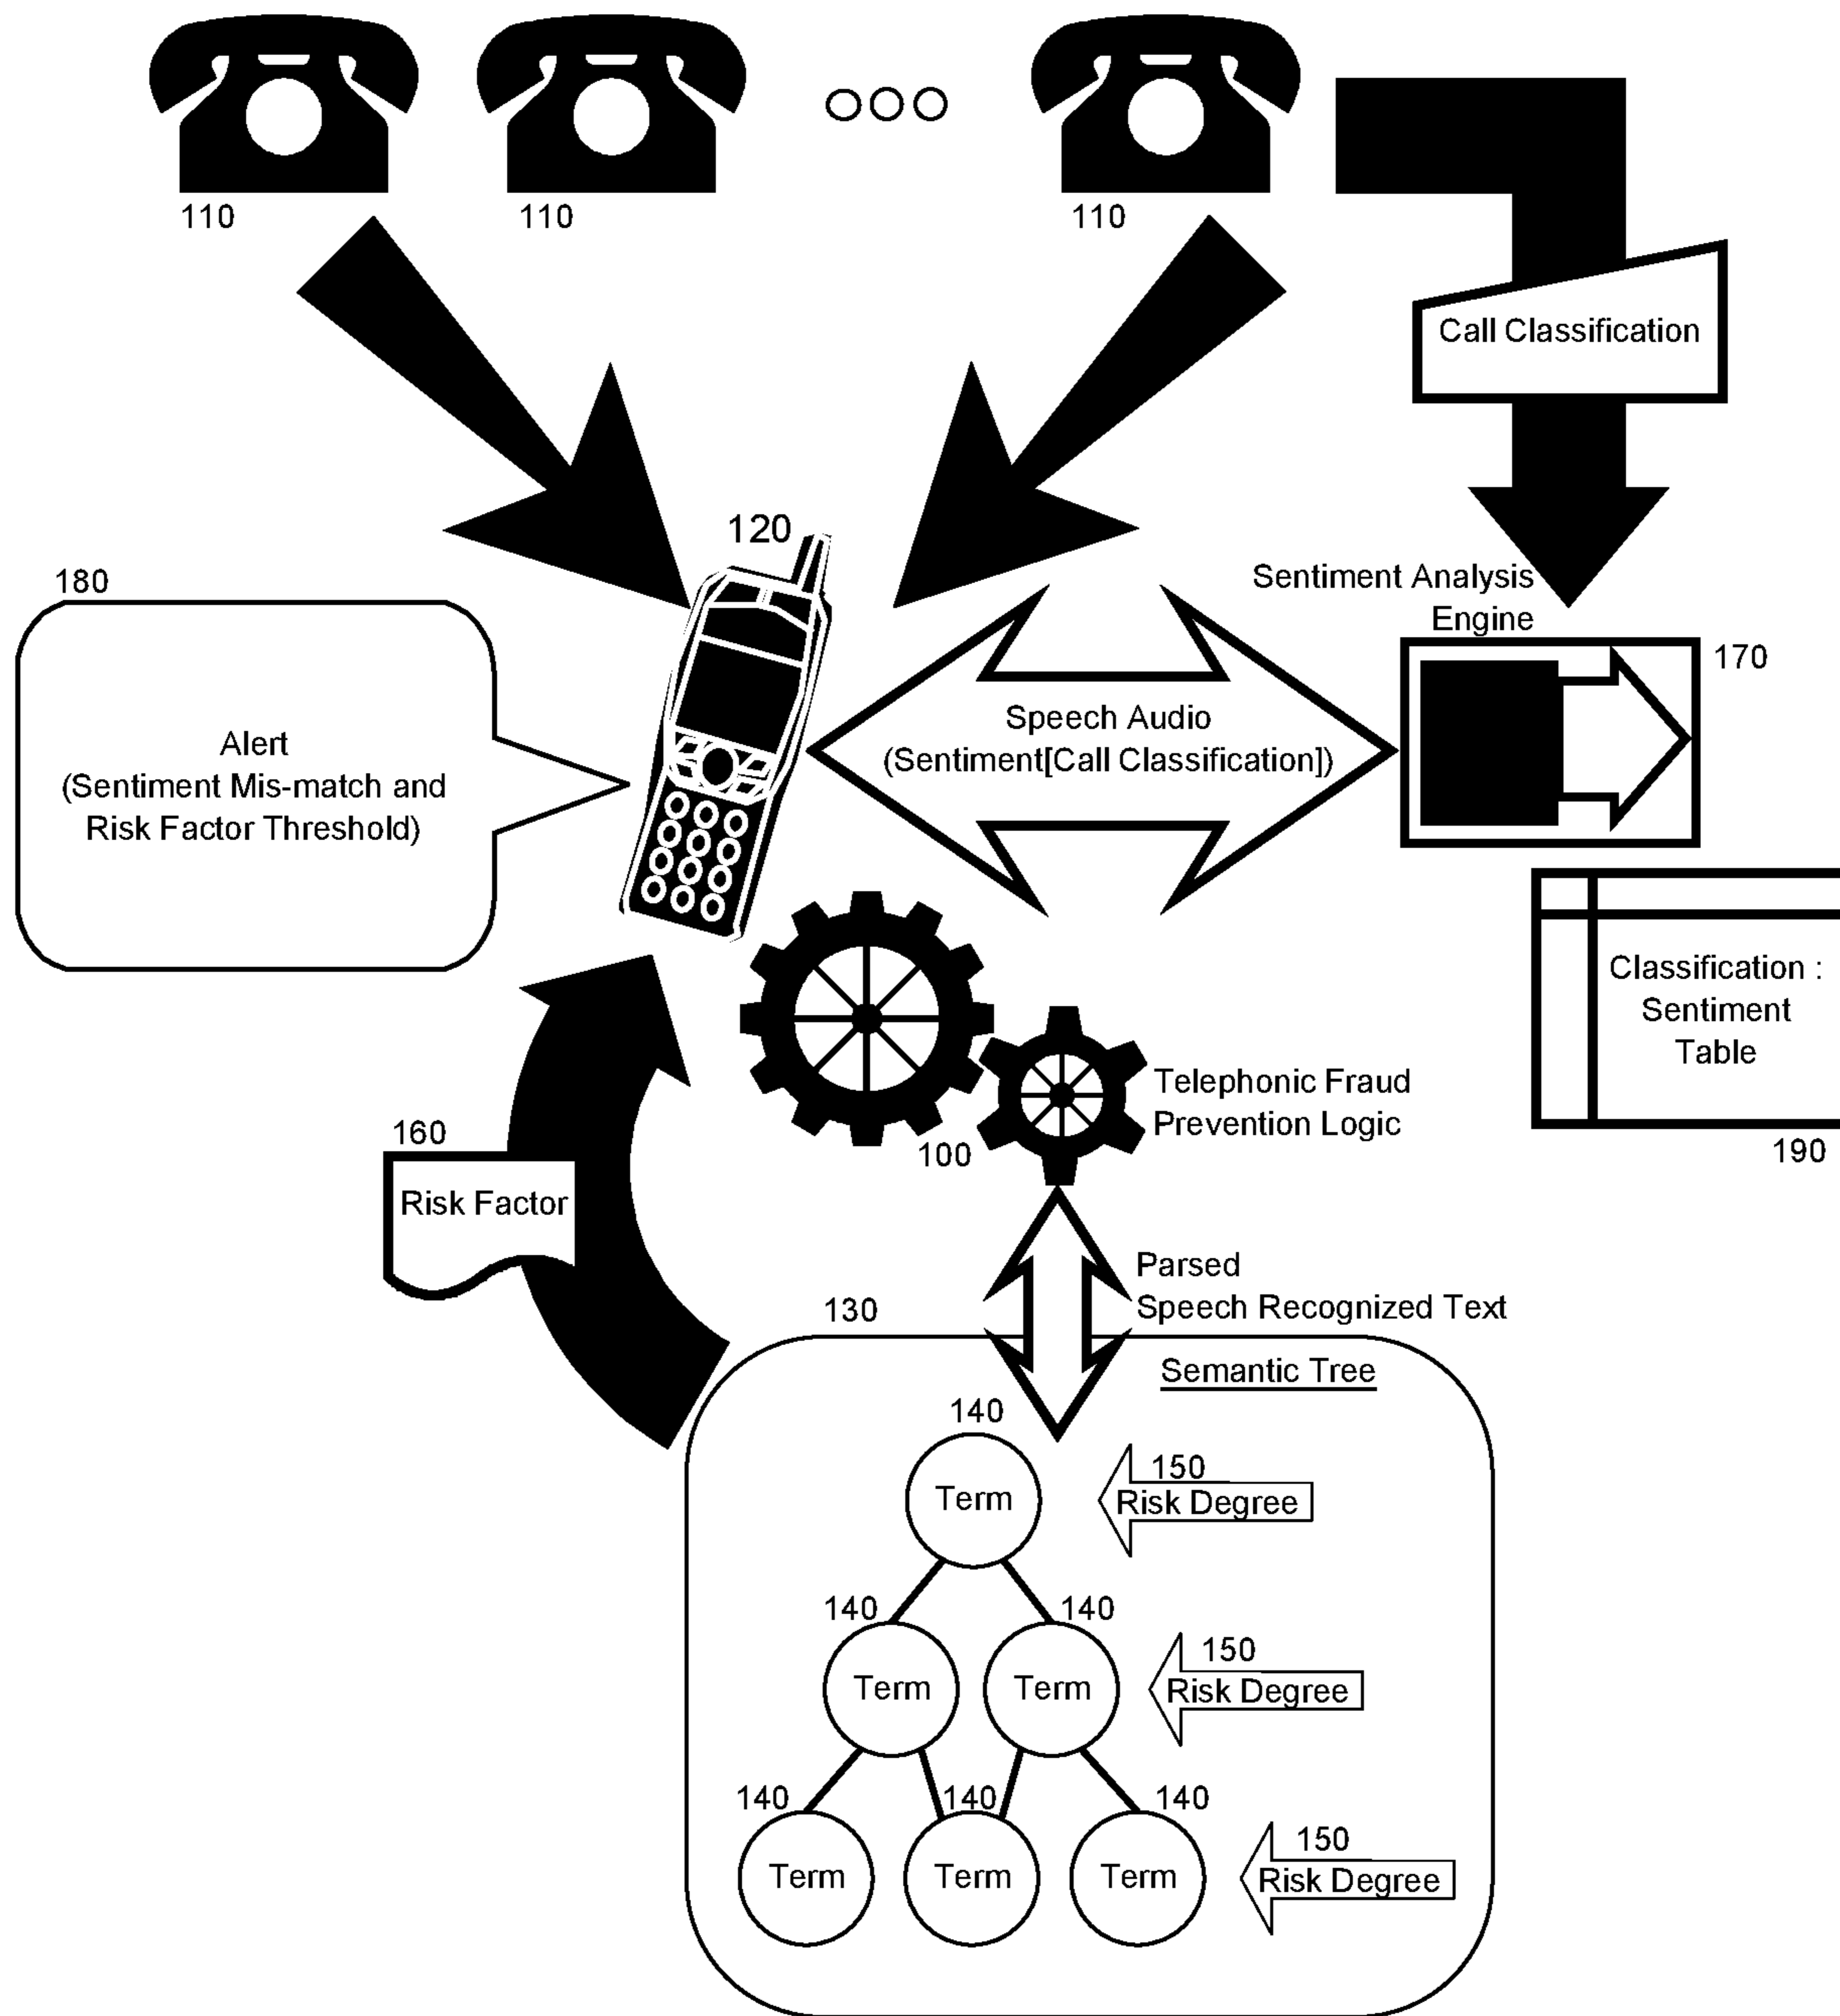 110
110
110
Call Classification
120
180
Sentiment Analysis
Engine
170
Alert
(Sentiment Mis-match and
Risk Factor Threshold)
Speech Audio
(Sentiment[Call Classification])
Classification :
Sentiment
Table
190
Telephonic Fraud
Prevention Logic
100
160
Risk Factor
Parsed
Speech Recognized Text
130
Semantic Tree
140
Term
150
Risk Degree
140
140
Term
Term
150
Risk Degree
140
140
140
Term
Term
Term
150
Risk Degree